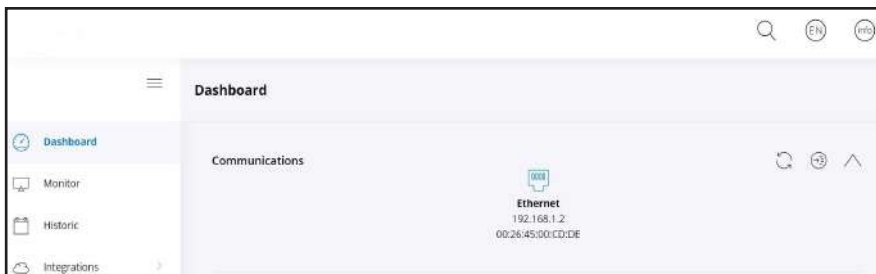 EN
info
Dashboard
Dashboard
Communications
Monitor
Ethernet
192.168.1.2
Historic
00:26:45:00:CD:DE
Integrations